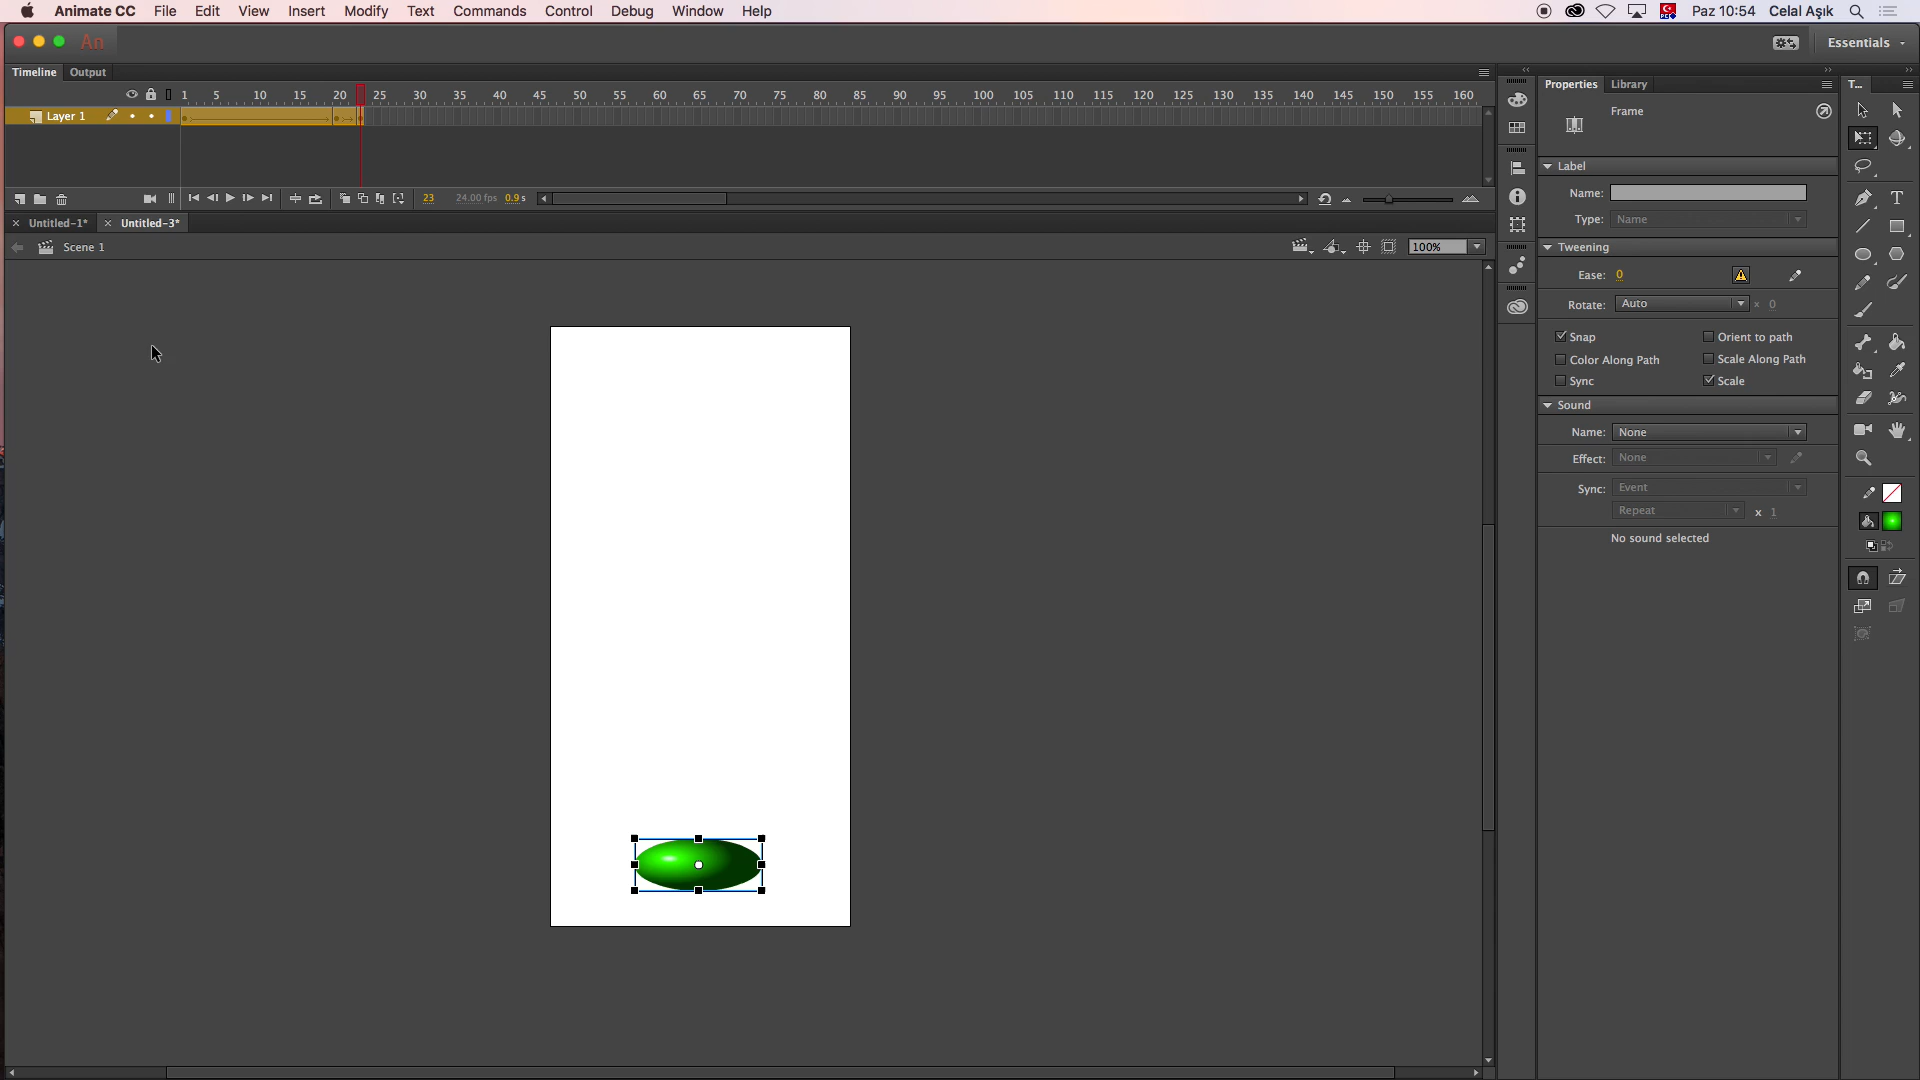 Animate CC File Edit View Insert Modify Text Commands Control Debug Window Help Paz 10:54 Celal Aşık
An Essentials
Timeline Output
1 5 10 15 20 25 30 35 40 45 50 55 60 65 70 75 80 85 90 95 100 105 110 115 120 125 130 135 140 145 150 155 160
Layer 1
23 24.00 fps 0.9 s
Untitled-1* Untitled-3*
Scene 1 100%
Properties Library T...
Frame
Label
Name:
Type: Name
Tweening
Ease: 0
Rotate: Auto x 0
Snap Orient to path
Color Along Path Scale Along Path
Sync Scale
Sound
Name: None
Effect: None
Sync: Event
Repeat x 1
No sound selected